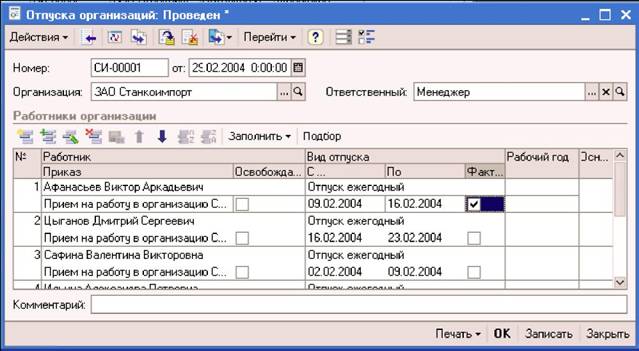 Отпуска организаций: Проведен *
Действия Перейти ?
Номер: СИ-00001 от: 29.02.2004 0:00:00
Организация: ЗАО Станкоимпорт ... Ответственный: Менеджер ... ×
Работники организации
Заполнить Подбор
№ Работник Вид отпуска Рабочий год Осн...
Приказ Освобожда... С ... По Факт...
1 Афанасьев Виктор Аркадьевич Отпуск ежегодный
Прием на работу в организацию С... 09.02.2004 16.02.2004
2 Цыганов Дмитрий Сергеевич Отпуск ежегодный
Прием на работу в организацию С... 16.02.2004 23.02.2004
3 Сафина Валентина Викторовна Отпуск ежегодный
Прием на работу в организацию С... 02.02.2004 09.02.2004
4 Отпуск ежегодный
Комментарий:
Печать OK Записать Закрыть